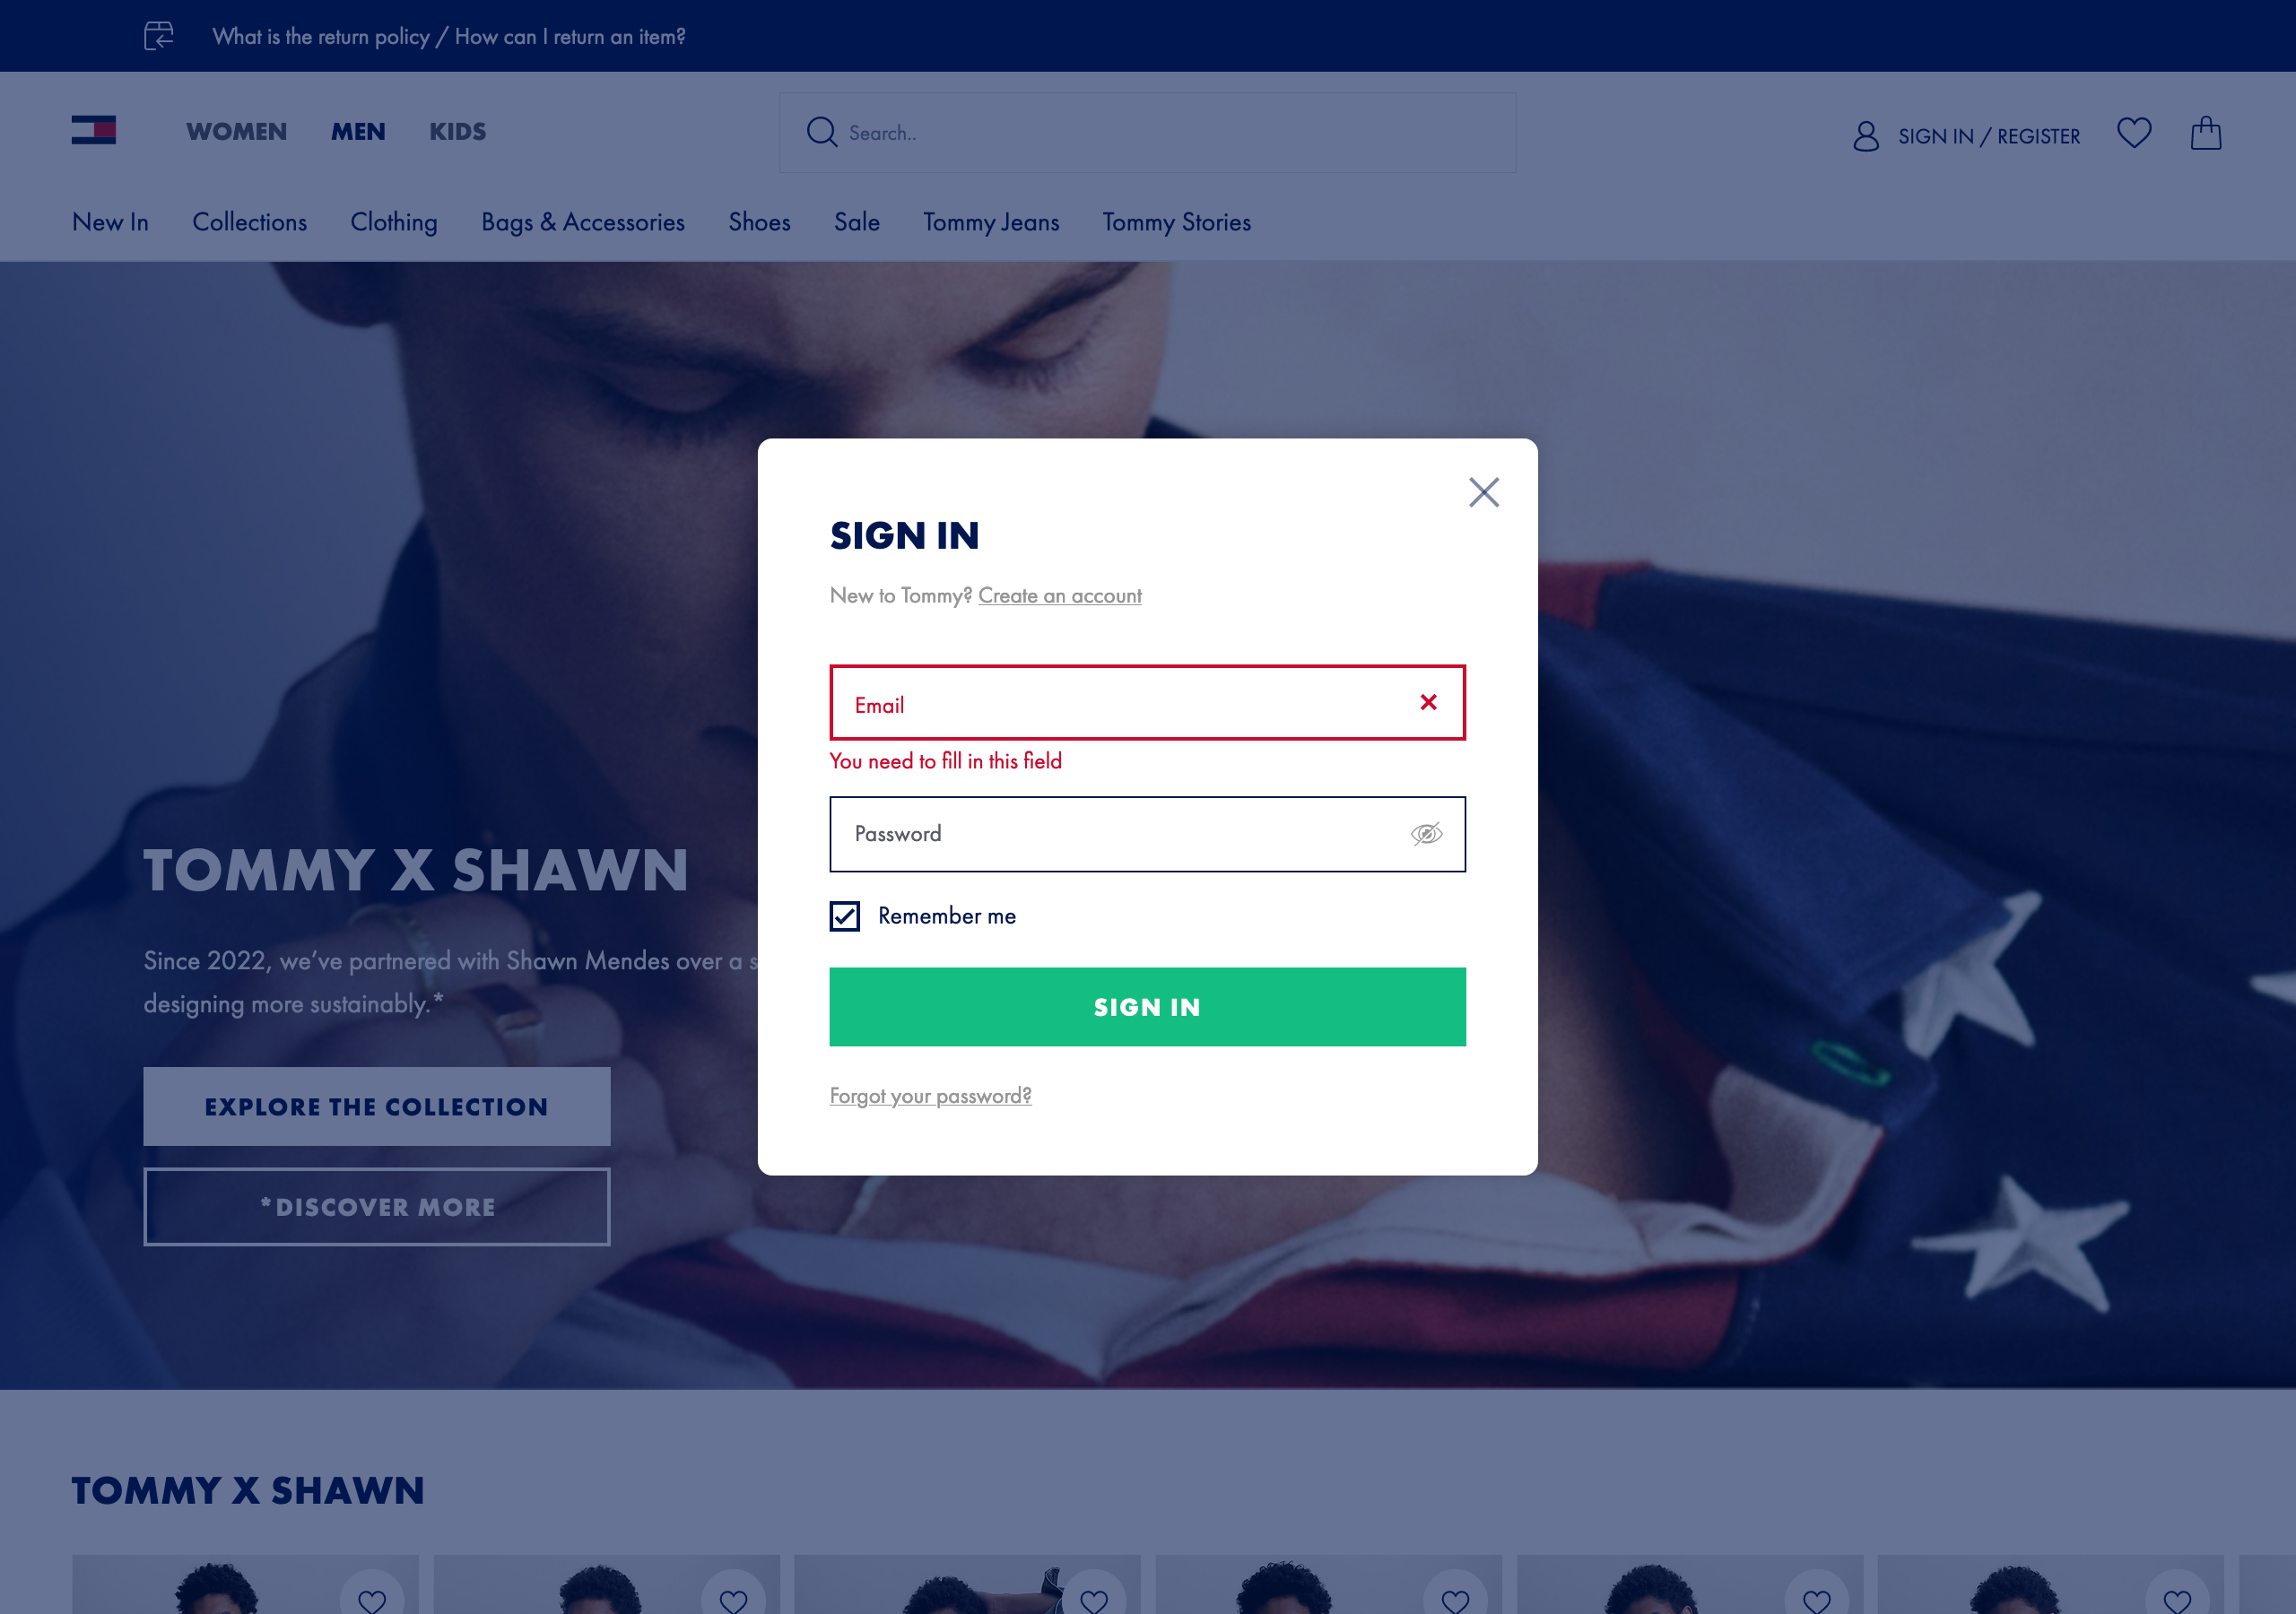 What is the return policy / How can I return an item?
WOMEN MEN KIDS
Search..
SIGN IN / REGISTER
New In Collections Clothing Bags & Accessories Shoes Sale Tommy Jeans Tommy Stories
SIGN IN
New to Tommy? Create an account
Email
You need to fill in this field
Password
Remember me
SIGN IN
Forgot your password?
TOMMY X SHAWN
Since 2022, we've partnered with Shawn Mendes over a s
designing more sustainably.*
EXPLORE THE COLLECTION
*DISCOVER MORE
TOMMY X SHAWN